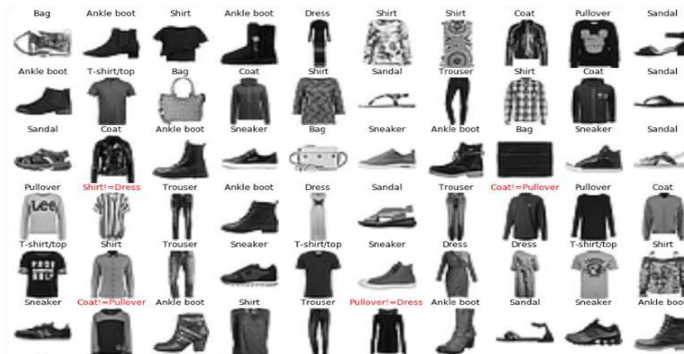 Bag Ankle boot Shirt Ankle boot Dress Shirt Shirt Coat Pullover Sandal
Ankle boot T-shirt/top Bag Coat Shirt Sandal Trouser Shirt Coat Sandal
Sandal Coat Ankle boot Sneaker Bag Sneaker Ankle boot Bag Sneaker Sandal
Pullover Shirt!=Dress Trouser Ankle boot Dress Sandal Trouser Coat!=Pullover Pullover Coat
Lee
T-shirt/top Shirt Trouser Sneaker T-shirt/top Sneaker Dress Dress T-shirt/top Shirt
Sneaker Coat!=Pullover Ankle boot Shirt Trouser Pullover!=Dress Ankle boot Sandal Sneaker Ankle boot